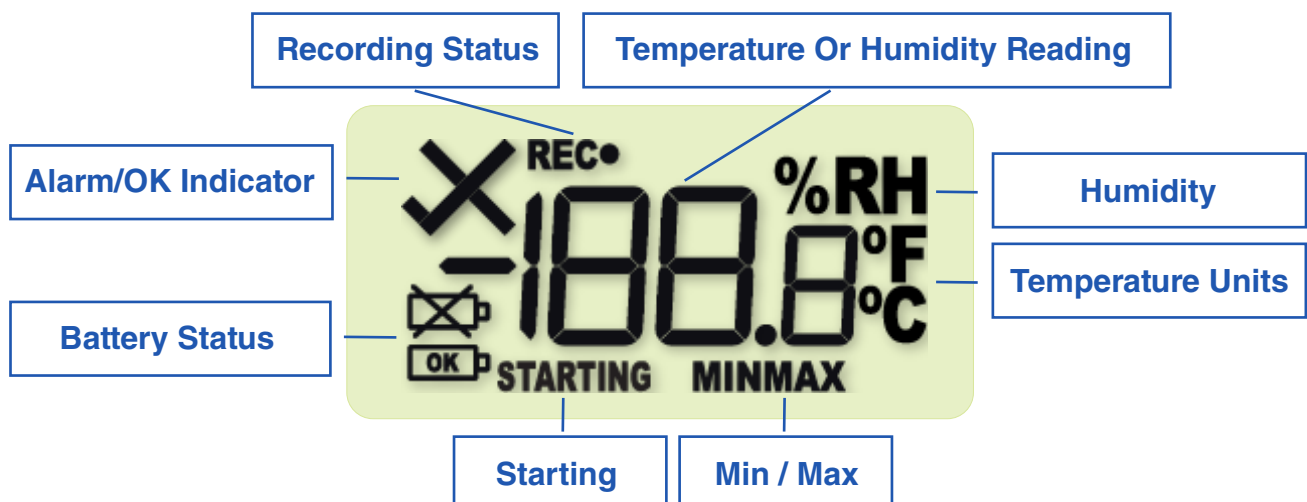 Recording Status
Temperature Or Humidity Reading
Alarm/OK Indicator
REC
%RH
Humidity
-188.8
°F
Temperature Units
°C
Battery Status
OK
STARTING
MINMAX
Starting
Min / Max